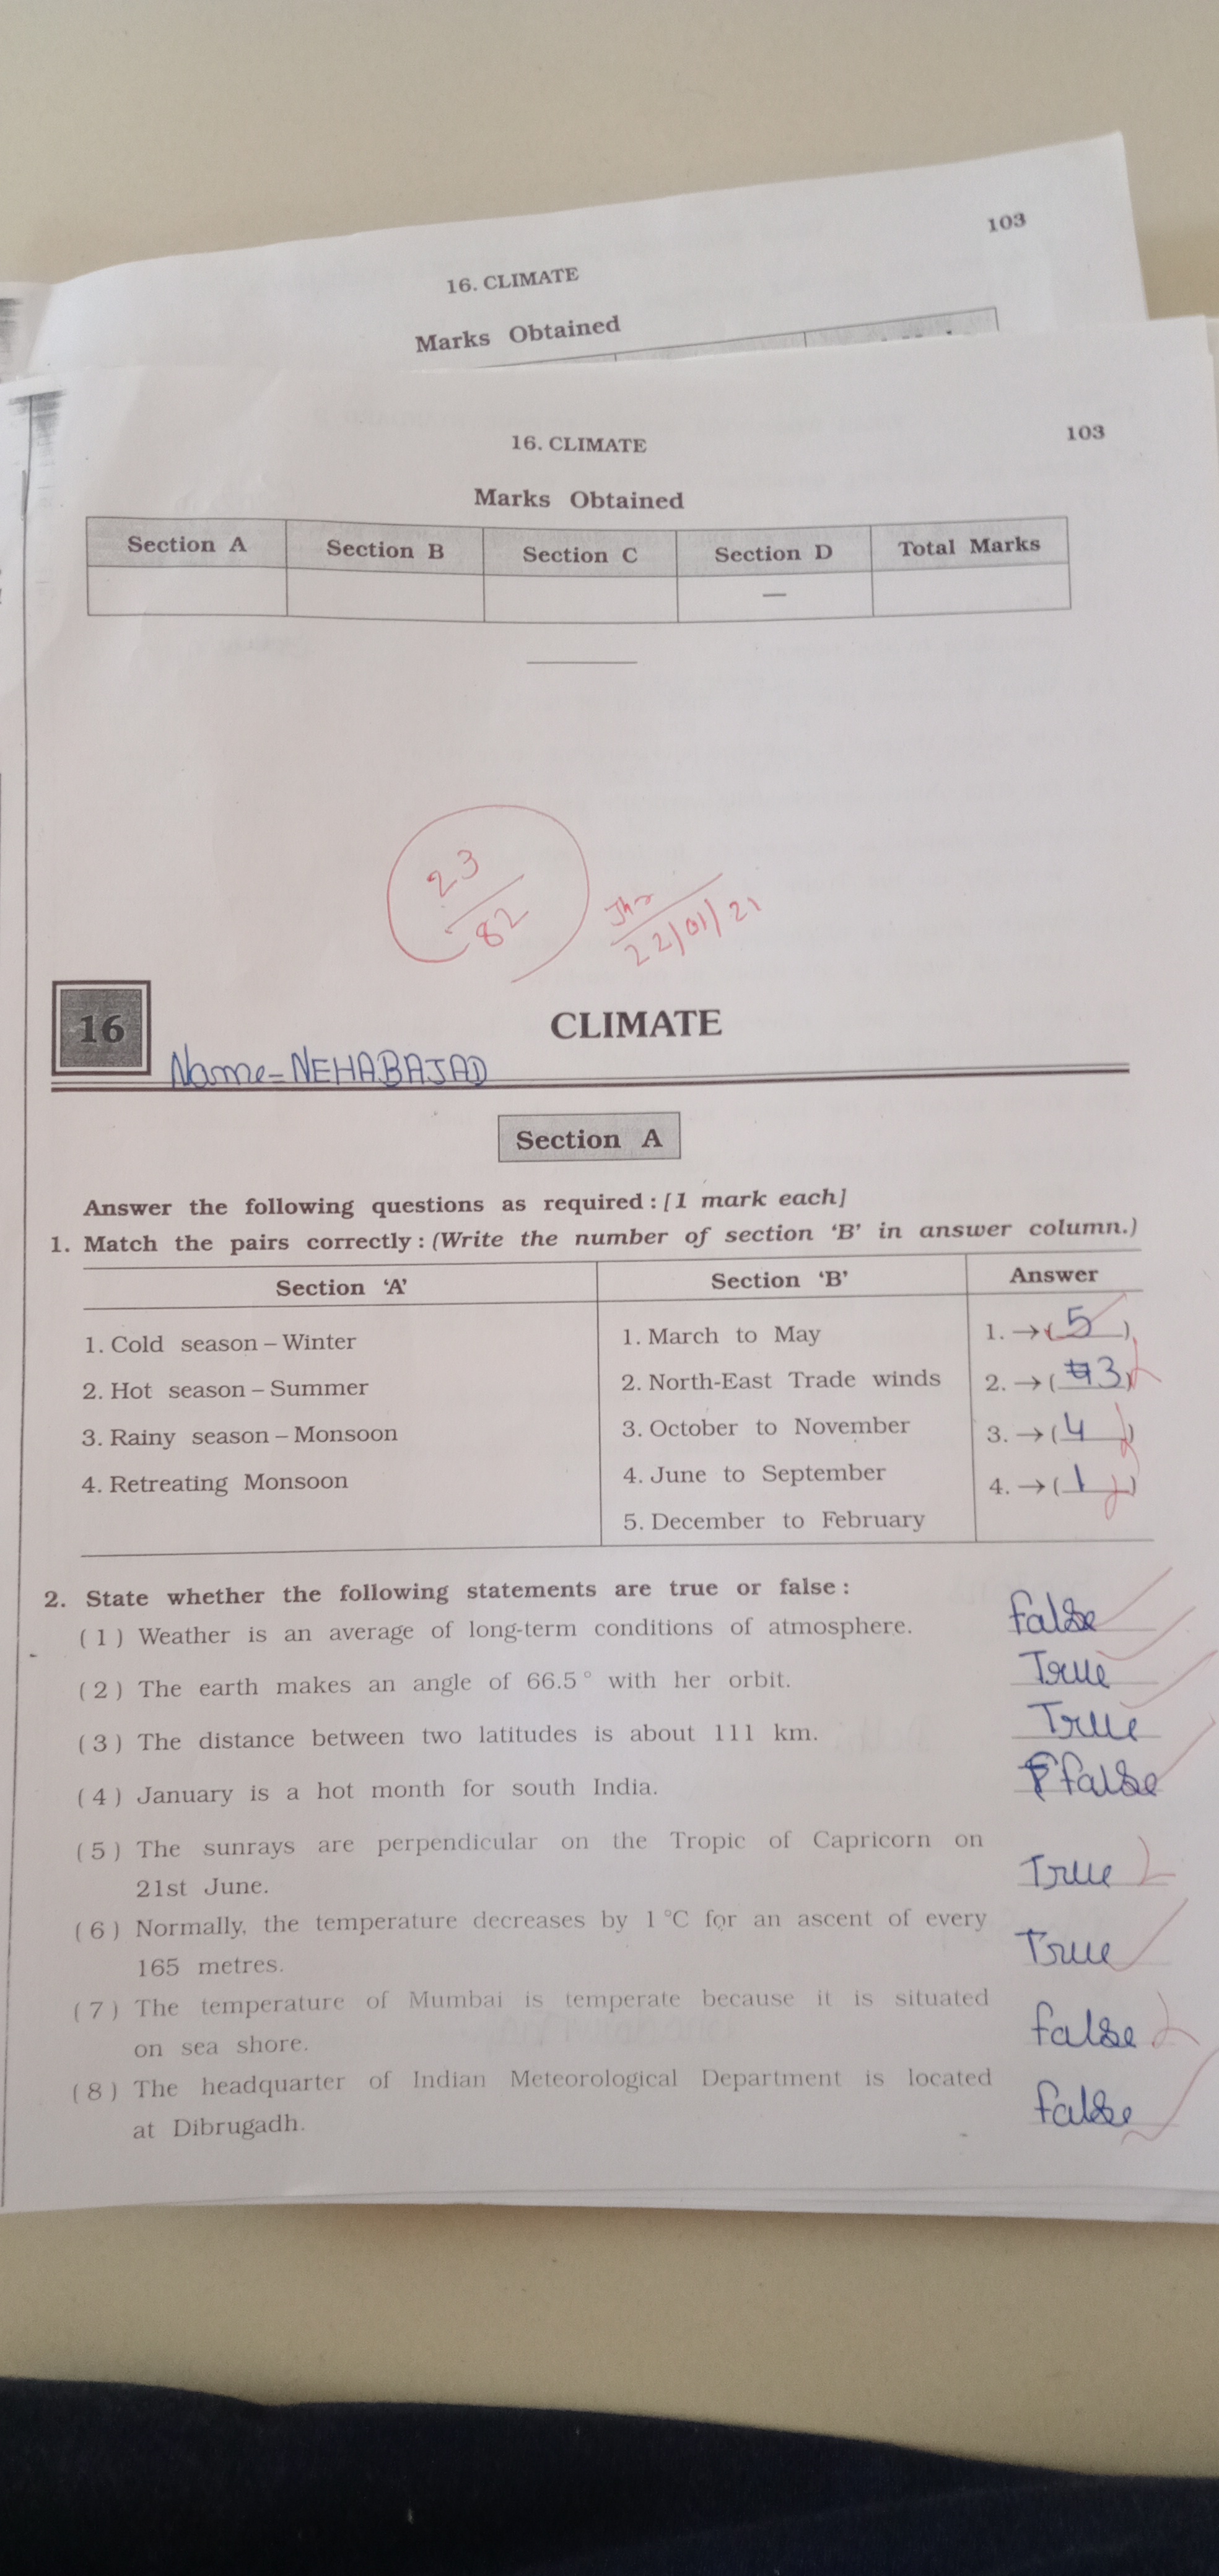 103
16. CLIMATE
Marks Obtained
103
16. CLIMATE
Marks Obtained
Section A Section B Section C Section D Total Marks
—
23
82
22/01/21
16 CLIMATE
Name=NEHABAJAD
Section A
Answer the following questions as required : [1 mark each]
1. Match the pairs correctly : (Write the number of section ‘B’ in answer column.)
Section ‘A’ Section ‘B’ Answer
1. Cold season – Winter 1. March to May 1. → ( 5 )
2. Hot season – Summer 2. North-East Trade winds 2. → ( 3 )
3. Rainy season – Monsoon 3. October to November 3. → ( 4 )
4. Retreating Monsoon 4. June to September 4. → ( 1 )
5. December to February
2. State whether the following statements are true or false :
( 1 ) Weather is an average of long-term conditions of atmosphere. false
( 2 ) The earth makes an angle of 66.5° with her orbit. True
( 3 ) The distance between two latitudes is about 111 km. True
( 4 ) January is a hot month for south India. false
( 5 ) The sunrays are perpendicular on the Tropic of Capricorn on
21st June. True
( 6 ) Normally, the temperature decreases by 1 °C for an ascent of every
165 metres. True
( 7 ) The temperature of Mumbai is temperate because it is situated
on sea shore. false
( 8 ) The headquarter of Indian Meteorological Department is located
at Dibrugadh. false